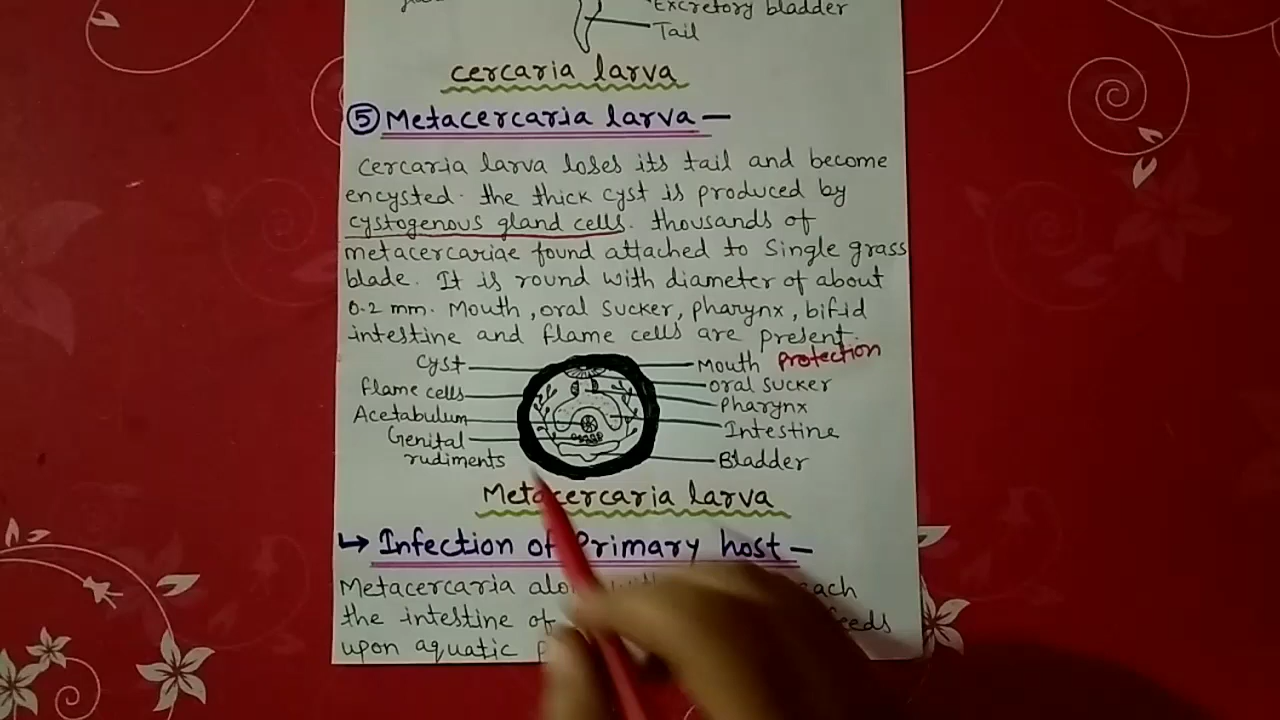 Excretory bladder
Tail
cercaria larva
⑤ Metacercaria larva —
Cercaria larva loses its tail and become
encysted. the thick cyst is produced by
cystogenous gland cells. thousands of
metacercariae found attached to Single grass
blade. It is round with diameter of about
0.2 mm. Mouth, oral sucker, pharynx, bifid
intestine and flame cells are present.
Cyst
Mouth Protection
flame cells
oral sucker
Acetabulum
Pharynx
Genital
rudiments
Intestine
Bladder
Metacercaria larva
↳ Infection of Primary host —
Metacercaria
the intestine of
upon aquatic